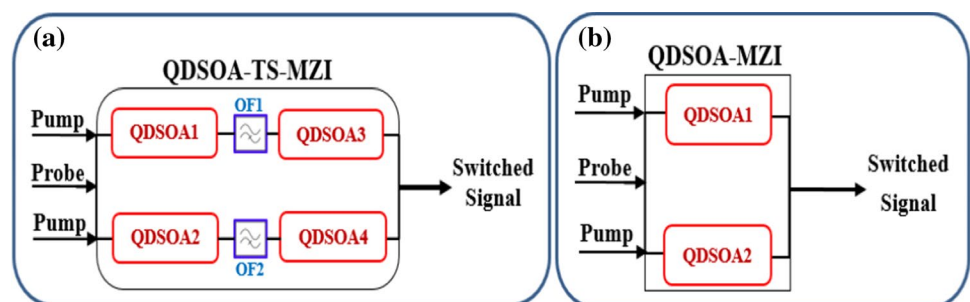 (a)
QDSOA-TS-MZI
Pump
QDSOA1
OF1
QDSOA3
Probe
Switched
Signal
Pump
QDSOA2
OF2
QDSOA4
(b)
QDSOA-MZI
Pump
QDSOA1
Probe
Switched
Signal
Pump
QDSOA2